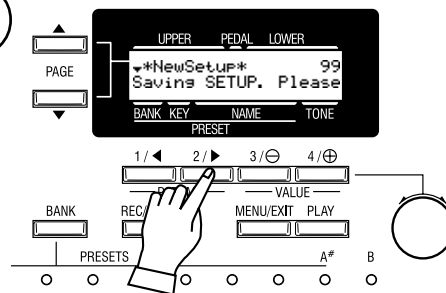 UPPER PEDAL LOWER
*NewSetup* 99
Saving SETUP. Please
BANK KEY NAME TONE
PRESET
PAGE
1/◀ 2/▶ 3/⊖ 4/⊕
VALUE
BANK MENU/EXIT PLAY
PRESETS A# B